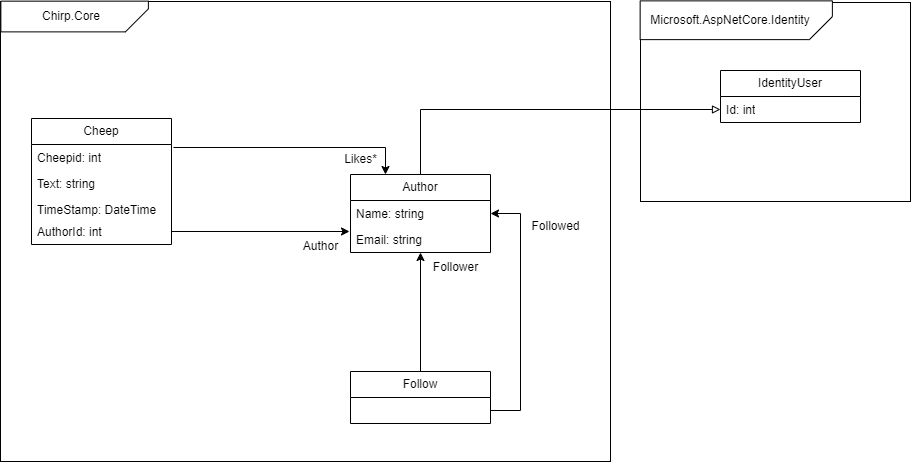 Chirp.Core
Microsoft.AspNetCore.Identity
IdentityUser
Id: int
Cheep
Cheepid: int
Text: string
TimeStamp: DateTime
AuthorId: int
Likes*
Author
Author
Name: string
Email: string
Followed
Follower
Follow